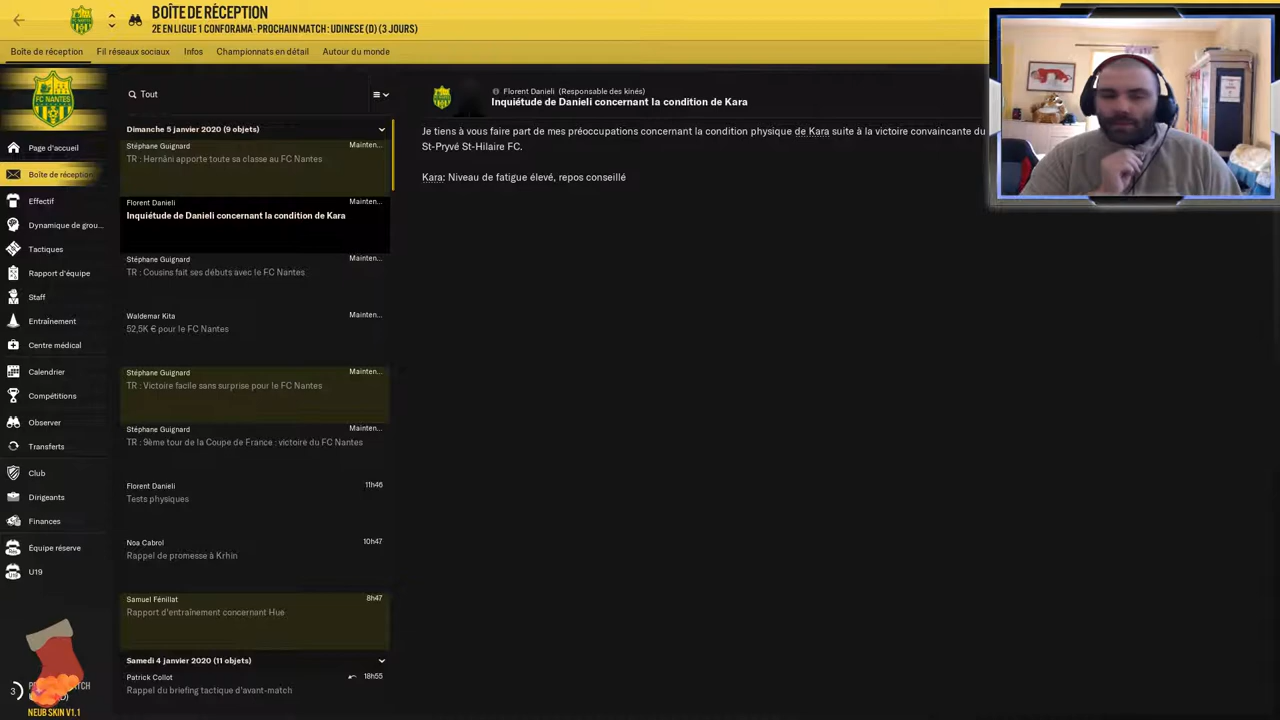 BOÎTE DE RÉCEPTION
2E EN LIGUE 1 CONFORAMA - PROCHAIN MATCH : UDINESE (D) (3 JOURS)
Boîte de réception
Fil réseaux sociaux
Infos
Championnats en détail
Autour du monde
FC NANTES
Page d'accueil
Boîte de réception
Effectif
Dynamique de grou...
Tactiques
Rapport d'équipe
Staff
Entraînement
Centre médical
Calendrier
Compétitions
Observer
Transferts
Club
Dirigeants
Finances
Équipe réserve
U19
3
NEUB SKIN V1.1
Tout
Dimanche 5 janvier 2020 (9 objets)
Stéphane Guignard Mainten...
TR : Hernâni apporte toute sa classe au FC Nantes
Florent Danieli Mainten...
Inquiétude de Danieli concernant la condition de Kara
Stéphane Guignard Mainten...
TR : Cousins fait ses débuts avec le FC Nantes
Waldemar Kita Mainten...
52,5K € pour le FC Nantes
Stéphane Guignard Mainten...
TR : Victoire facile sans surprise pour le FC Nantes
Stéphane Guignard Mainten...
TR : 9ème tour de la Coupe de France : victoire du FC Nantes
Florent Danieli 11h46
Tests physiques
Noa Cabrol 10h47
Rappel de promesse à Krhin
Samuel Fénillat 8h47
Rapport d'entraînement concernant Hue
Samedi 4 janvier 2020 (11 objets)
Patrick Collot 18h55
Rappel du briefing tactique d'avant-match
Florent Danieli (Responsable des kinés)
Inquiétude de Danieli concernant la condition de Kara
Je tiens à vous faire part de mes préoccupations concernant la condition physique de Kara suite à la victoire convaincante du
St-Pryvé St-Hilaire FC.
Kara: Niveau de fatigue élevé, repos conseillé